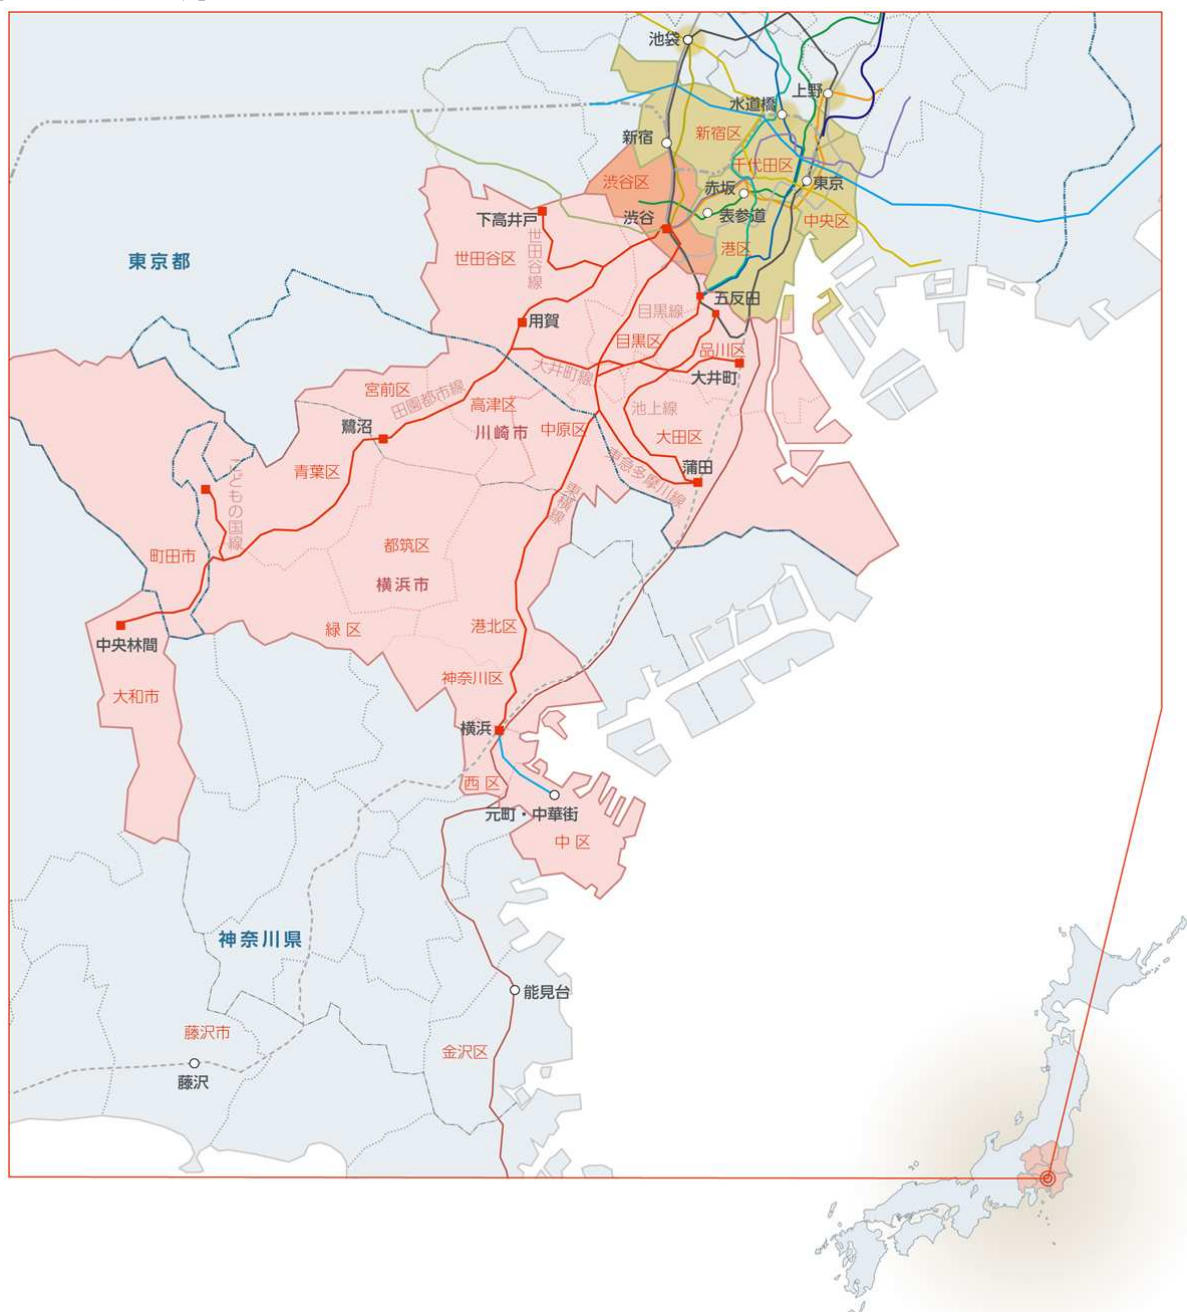 池袋
上野
水道橋
新宿
新宿区
千代田区
渋谷区
赤坂
東京
下高井戸
渋谷
表参道
中央区
世田谷線
世田谷区
港区
東京都
五反田
目黒線
用賀
目黒区
品川区
大井町線
大井町
宮前区
田園都市線
高津区
池上線
鷺沼
川崎市
中原区
大田区
東急多摩川線
蒲田
青葉区
こどもの国線
東横線
町田市
都筑区
横浜市
緑区
港北区
中央林間
神奈川区
大和市
横浜
西区
元町・中華街
中区
神奈川県
能見台
藤沢市
金沢区
藤沢